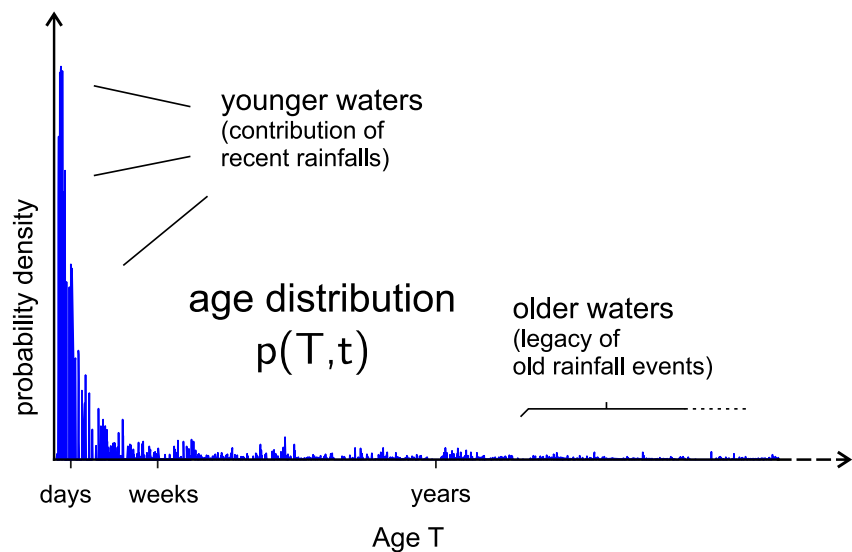 younger waters
(contribution of
recent rainfalls)
probability density
age distribution
p(T,t)
older waters
(legacy of
old rainfall events)
days
weeks
years
Age T